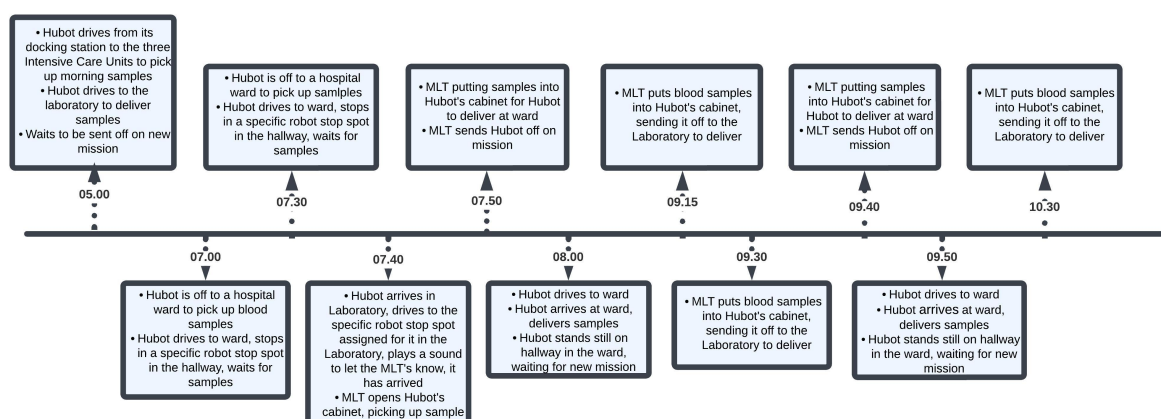 • Hubot drives from its
docking station to the three
Intensive Care Units to pick
up morning samples
• Hubot drives to the
laboratory to deliver
samples
• Waits to be sent off on new
mission
05.00
• Hubot is off to a hospital
ward to pick up samlples
• Hubot drives to ward, stops
in a specific robot stop spot
in the hallway, waits for
samples
07.30
• MLT putting samples into
Hubot's cabinet for Hubot
to deliver at ward
• MLT sends Hubot off on
mission
07.50
• MLT puts blood samples
into Hubot's cabinet,
sending it off to the
Laboratory to deliver
09.15
• MLT putting samples
into Hubot's cabinet for
Hubot to deliver at ward
• MLT sends Hubot off on
mission
09.40
• MLT puts blood samples
into Hubot's cabinet,
sending it off to the
Laboratory to deliver
10.30
07.00
• Hubot is off to a hospital
ward to pick up blood
samples
• Hubot drives to ward, stops
in a specific robot stop spot
in the hallway, waits for
samples
07.40
• Hubot arrives in
Laboratory, drives to the
specific robot stop spot
assigned for it in the
Laboratory, plays a sound
to let the MLT's know, it
has arrived
• MLT opens Hubot's
cabinet, picking up sample
08.00
• Hubot drives to ward
• Hubot arrives at ward,
delivers samples
• Hubot stands still on
hallway in the ward,
waiting for new mission
09.30
• MLT puts blood samples
into Hubot's cabinet,
sending it off to the
Laboratory to deliver
09.50
• Hubot drives to ward
• Hubot arrives at ward,
delivers samples
• Hubot stands still on hallway
in the ward, waiting for new
mission